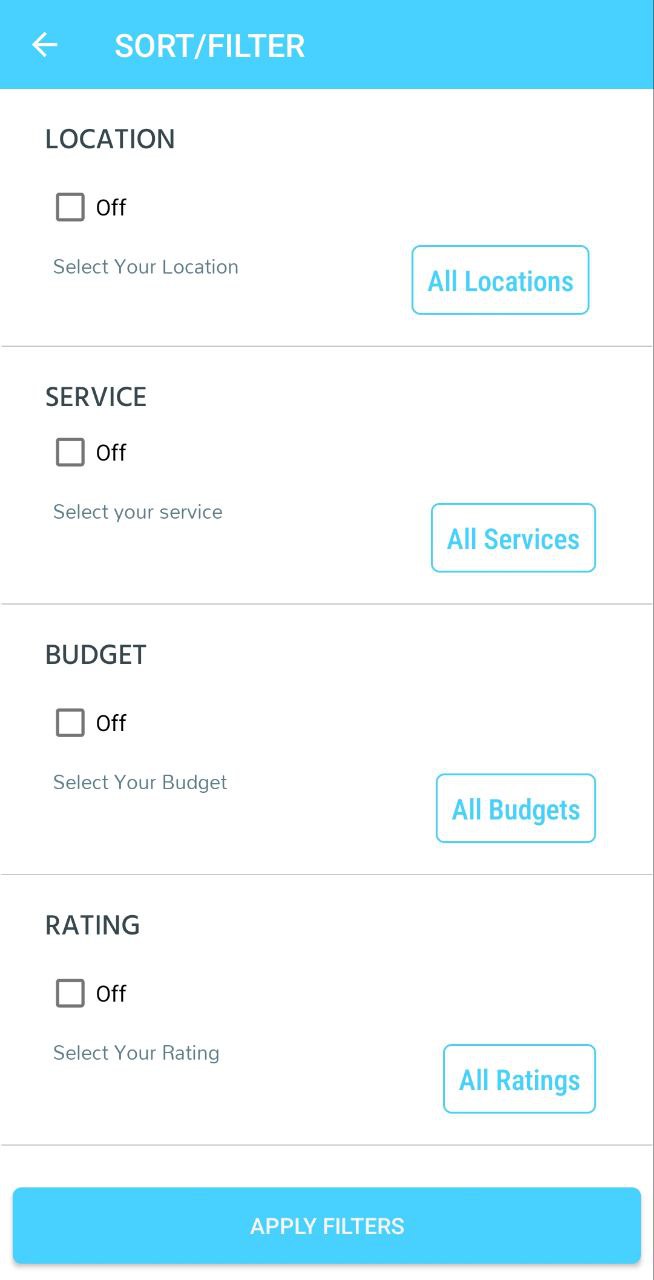 SORT/FILTER
LOCATION
Off
Select Your Location
All Locations
SERVICE
Off
Select your service
All Services
BUDGET
Off
Select Your Budget
All Budgets
RATING
Off
Select Your Rating
All Ratings
APPLY FILTERS